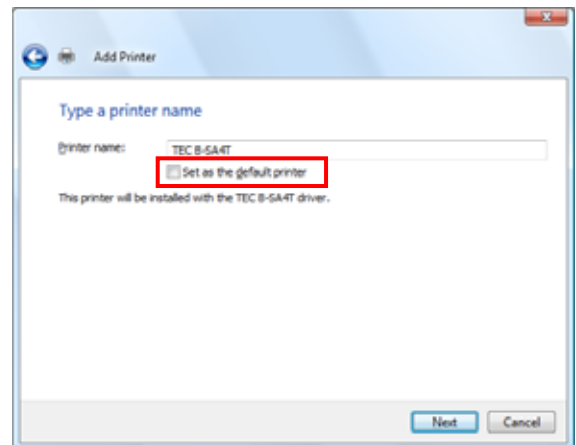 Add Printer
Type a printer name
Printer name: TEC B-SA4T
Set as the default printer
This printer will be installed with the TEC B-SA4T driver.
Next Cancel